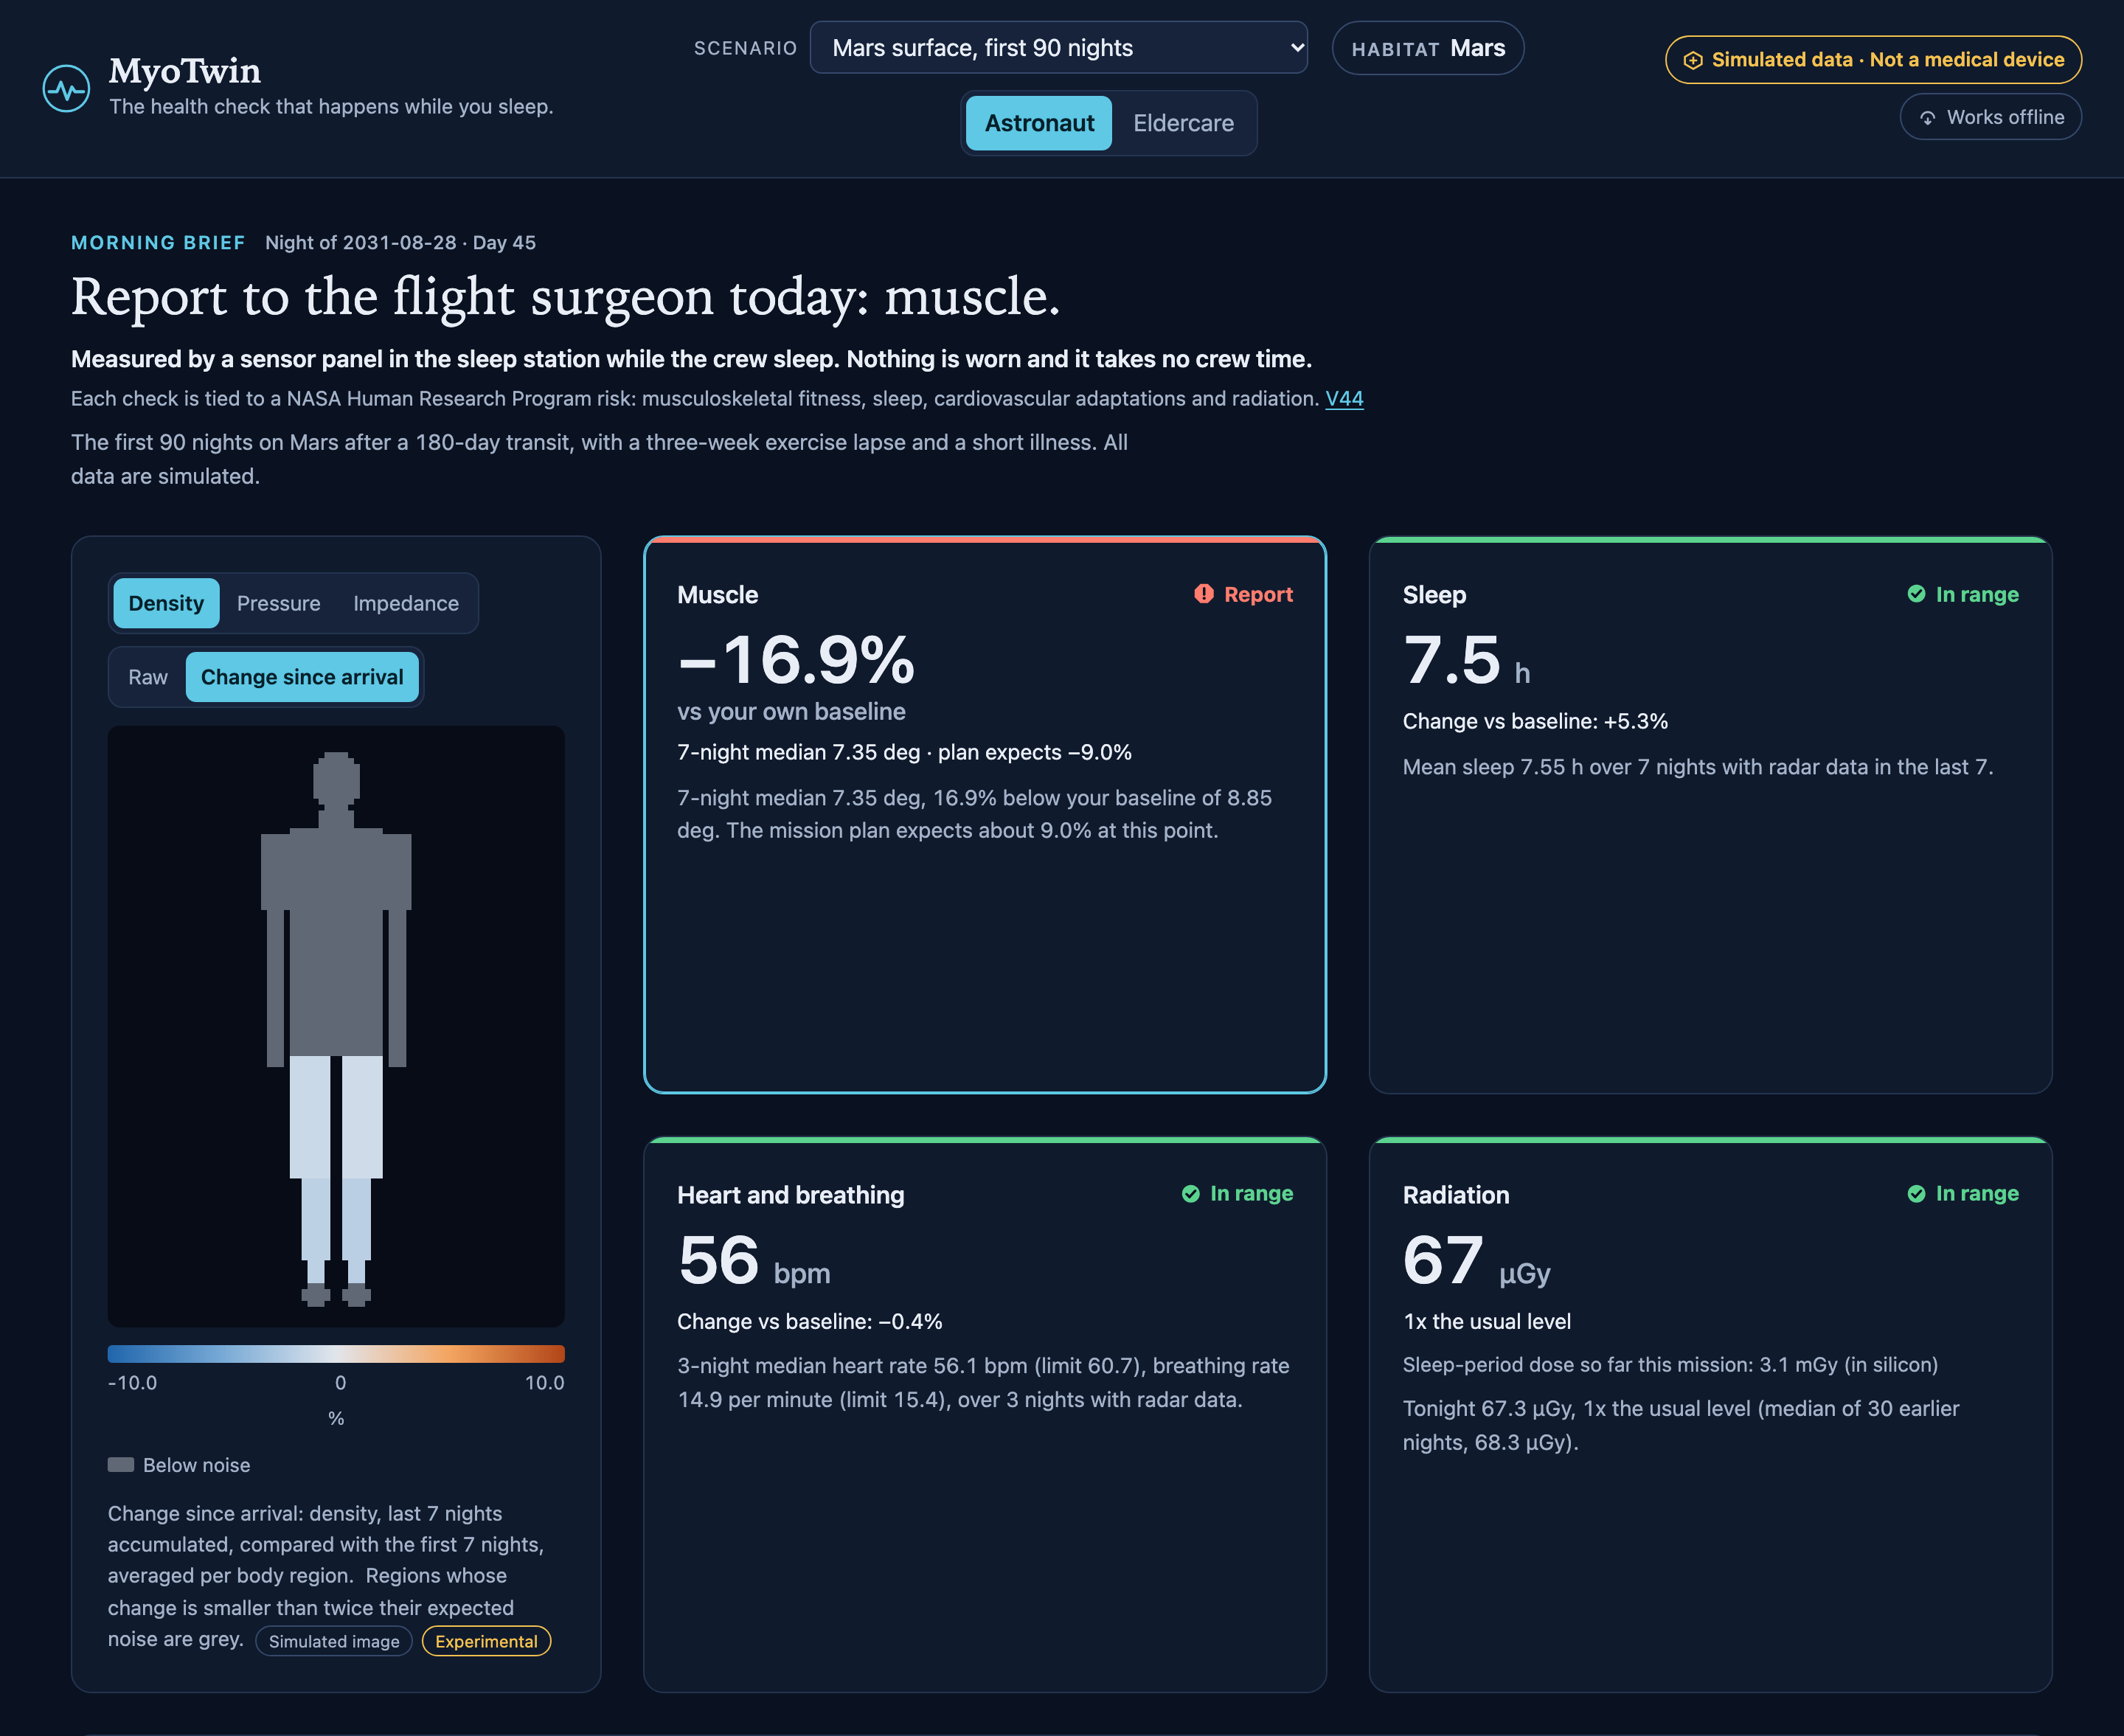 MyoTwin
The health check that happens while you sleep.
SCENARIO
Mars surface, first 90 nights
HABITAT Mars
Astronaut
Eldercare
Simulated data · Not a medical device
Works offline
MORNING BRIEF Night of 2031-08-28 · Day 45
Report to the flight surgeon today: muscle.
Measured by a sensor panel in the sleep station while the crew sleep. Nothing is worn and it takes no crew time.
Each check is tied to a NASA Human Research Program risk: musculoskeletal fitness, sleep, cardiovascular adaptations and radiation. V44
The first 90 nights on Mars after a 180-day transit, with a three-week exercise lapse and a short illness. All
data are simulated.
Density Pressure Impedance
Raw Change since arrival
-10.0 0 10.0
%
Below noise
Change since arrival: density, last 7 nights
accumulated, compared with the first 7 nights,
averaged per body region. Regions whose
change is smaller than twice their expected
noise are grey. Simulated image Experimental
Muscle
Report
−16.9%
vs your own baseline
7-night median 7.35 deg · plan expects −9.0%
7-night median 7.35 deg, 16.9% below your baseline of 8.85
deg. The mission plan expects about 9.0% at this point.
Sleep
In range
7.5 h
Change vs baseline: +5.3%
Mean sleep 7.55 h over 7 nights with radar data in the last 7.
Heart and breathing
In range
56 bpm
Change vs baseline: −0.4%
3-night median heart rate 56.1 bpm (limit 60.7), breathing rate
14.9 per minute (limit 15.4), over 3 nights with radar data.
Radiation
In range
67 µGy
1x the usual level
Sleep-period dose so far this mission: 3.1 mGy (in silicon)
Tonight 67.3 µGy, 1x the usual level (median of 30 earlier
nights, 68.3 µGy).